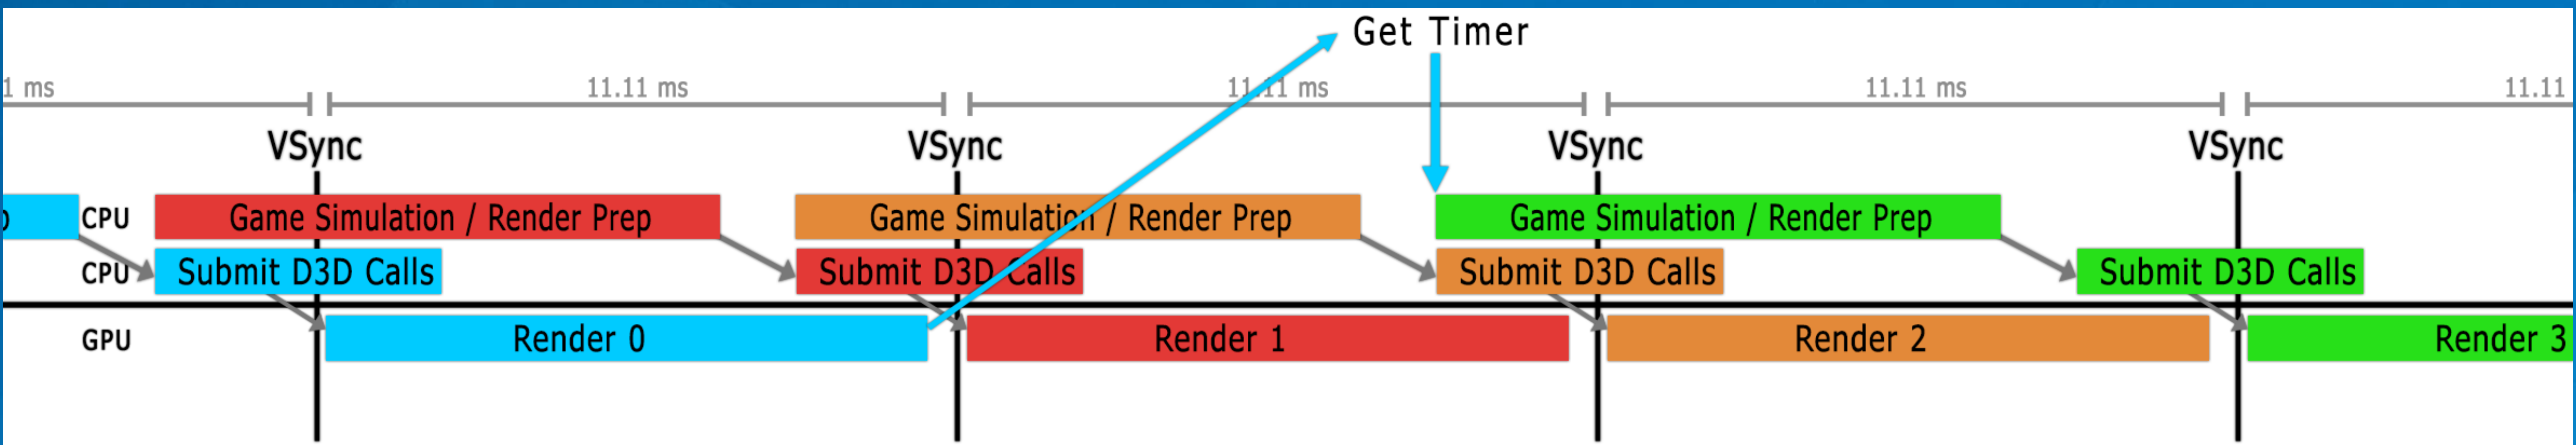 Get Timer
1 ms
11.11 ms
11.11 ms
11.11 ms
11.11
VSync
VSync
VSync
VSync
CPU
Game Simulation / Render Prep
Game Simulation / Render Prep
Game Simulation / Render Prep
CPU
Submit D3D Calls
Submit D3D Calls
Submit D3D Calls
Submit D3D Calls
GPU
Render 0
Render 1
Render 2
Render 3